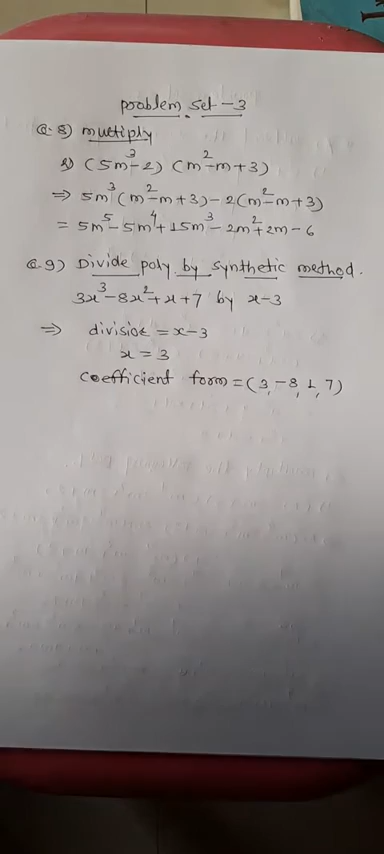 problem set-3
Q.8) multiply
2) (5m³-2) (m²-m+3)
⇒ 5m³(m²-m+3)-2(m²-m+3)
= 5m⁵-5m⁴+15m³-2m²+2m-6
Q.9) Divide poly by synthetic method.
3x³-8x²+x+7 by x-3
⇒ division = x-3
x = 3
Coefficient form = (3,-8,1,7)